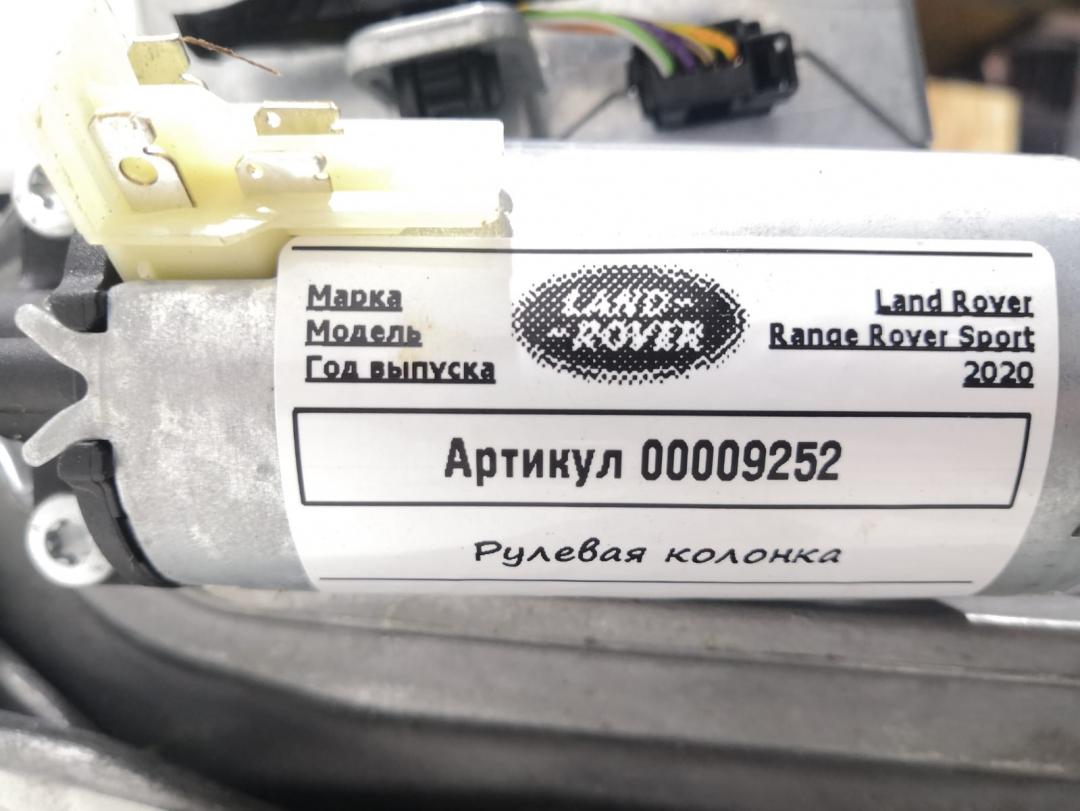 Марка Land Rover
Модель Range Rover Sport
Год выпуска 2020
LAND-
-ROVER
Артикул 00009252
Рулевая колонка